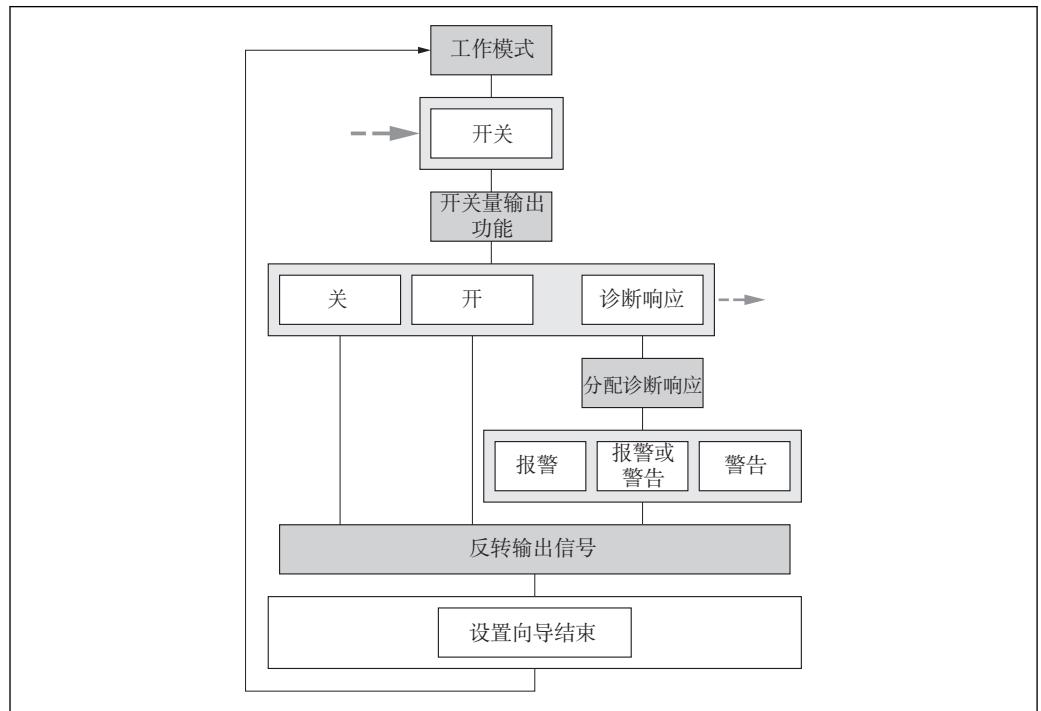 工作模式
开关
开关量输出
功能
关
开
诊断响应
分配诊断响应
报警
报警或
警告
警告
反转输出信号
设置向导结束